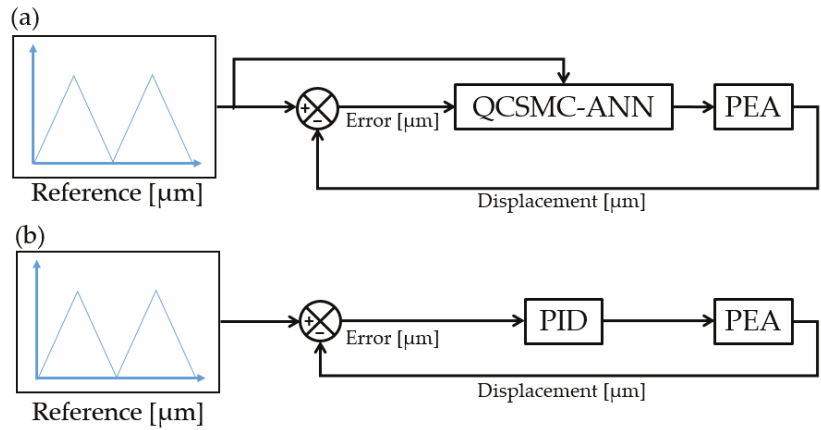 (a)
+
−
Error [μm]
QCSMC-ANN
PEA
Reference [μm]
Displacement [μm]
(b)
+
−
Error [μm]
PID
PEA
Displacement [μm]
Reference [μm]